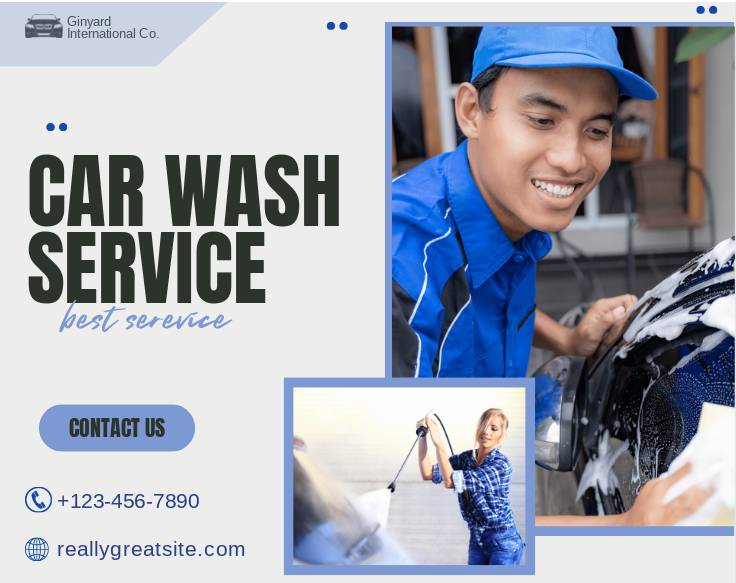 Ginyard
International Co.
CAR WASH
SERVICE
best serevice
CONTACT US
+123-456-7890
reallygreatsite.com